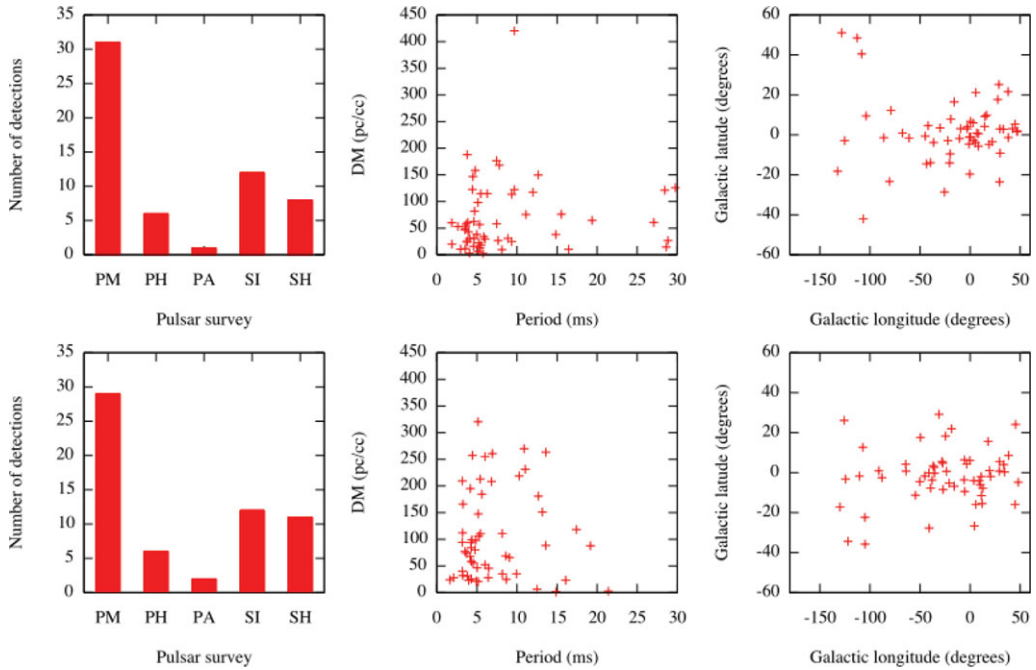 Number of detections
35
30
25
20
15
10
5
0
PM PH PA SI SH
Pulsar survey
DM (pc/cc)
450
400
350
300
250
200
150
100
50
0
0 5 10 15 20 25 30
Period (ms)
Galactic latude (degrees)
60
40
20
0
-20
-40
-60
-150 -100 -50 0 50
Galactic longitude (degrees)
Number of detections
35
30
25
20
15
10
5
0
PM PH PA SI SH
Pulsar survey
DM (pc/cc)
450
400
350
300
250
200
150
100
50
0
0 5 10 15 20 25 30
Period (ms)
Galactic latitude (degrees)
60
40
20
0
-20
-40
-60
-150 -100 -50 0 50
Galactic longitude (degrees)